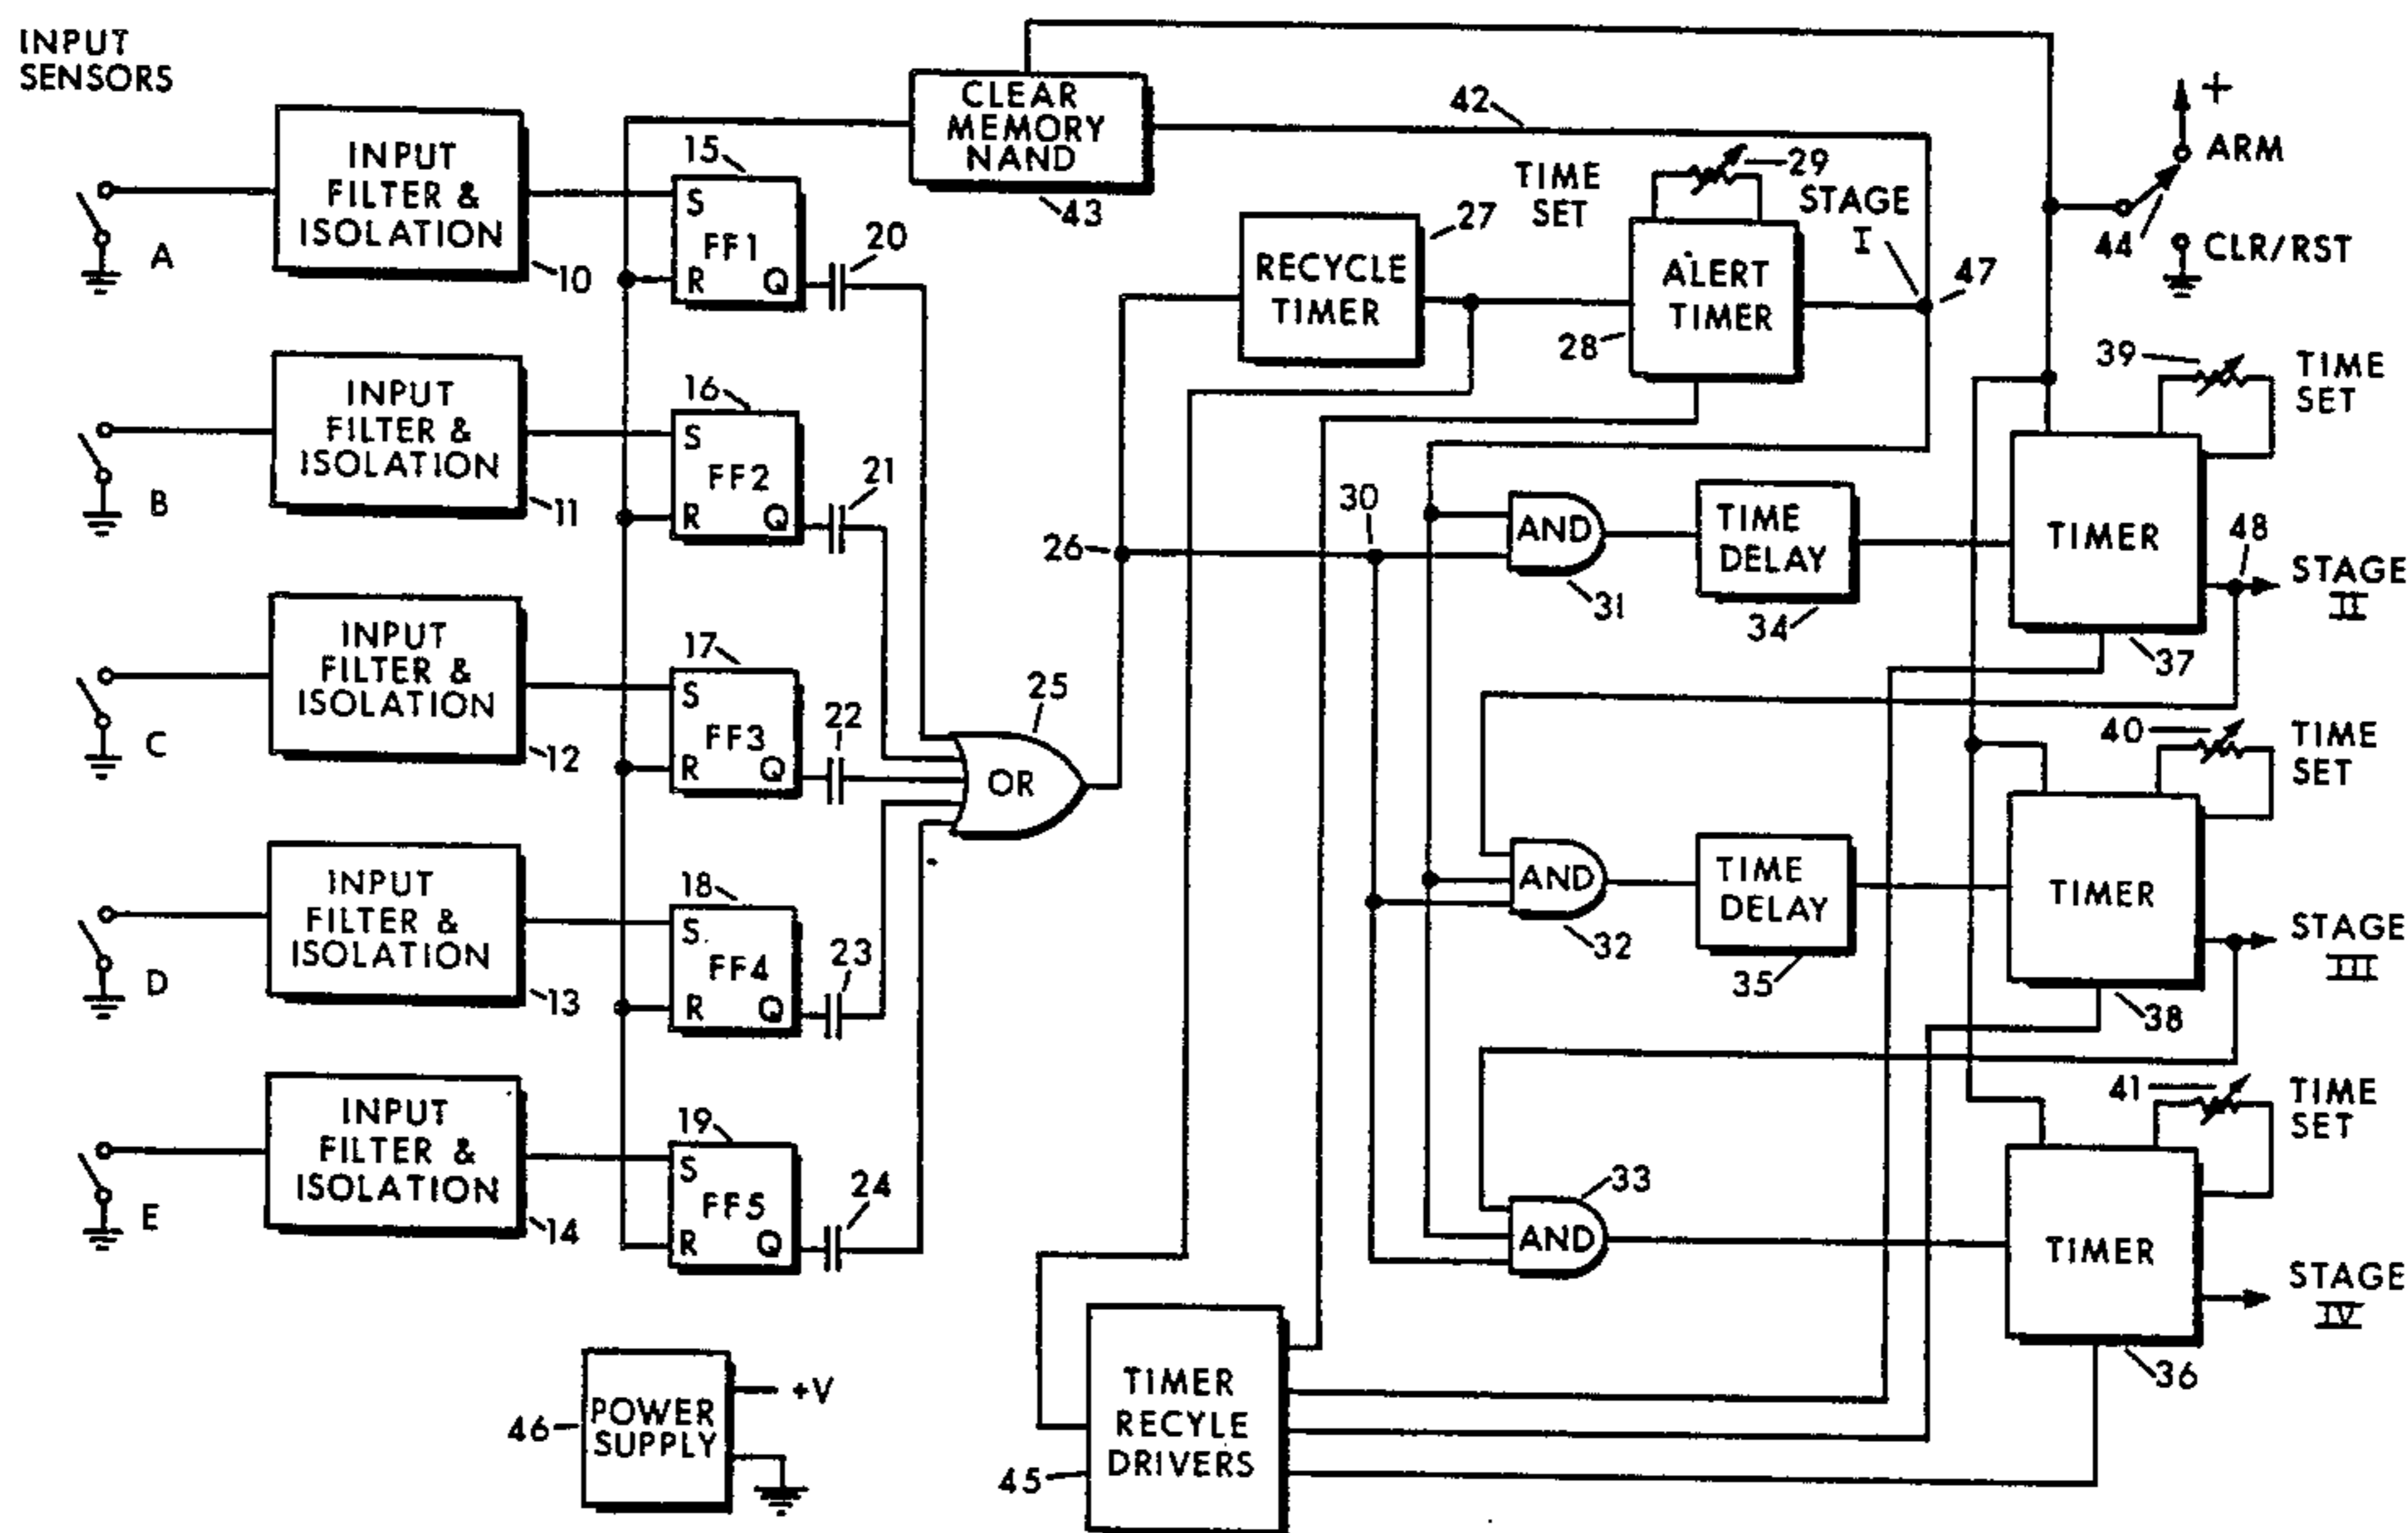 INPUT
SENSORS
A
INPUT
FILTER &
ISOLATION
10
B
INPUT
FILTER &
ISOLATION
11
C
INPUT
FILTER &
ISOLATION
12
D
INPUT
FILTER &
ISOLATION
13
E
INPUT
FILTER &
ISOLATION
14
15
S
FF1
R
Q
20
16
S
FF2
R
Q
21
17
S
FF3
R
Q
22
18
S
FF4
R
Q
23
19
S
FF5
R
Q
24
25
OR
26
CLEAR
MEMORY
NAND
43
42
RECYCLE
TIMER
27
TIME
SET
29
ALERT
TIMER
28
STAGE
I
47
+
ARM
44
CLR/RST
30
AND
31
TIME
DELAY
34
39
TIME
SET
TIMER
37
48
STAGE
II
AND
32
TIME
DELAY
35
40
TIME
SET
TIMER
38
STAGE
III
33
AND
41
TIME
SET
TIMER
36
STAGE
IV
46
POWER
SUPPLY
+V
45
TIMER
RECYLE
DRIVERS